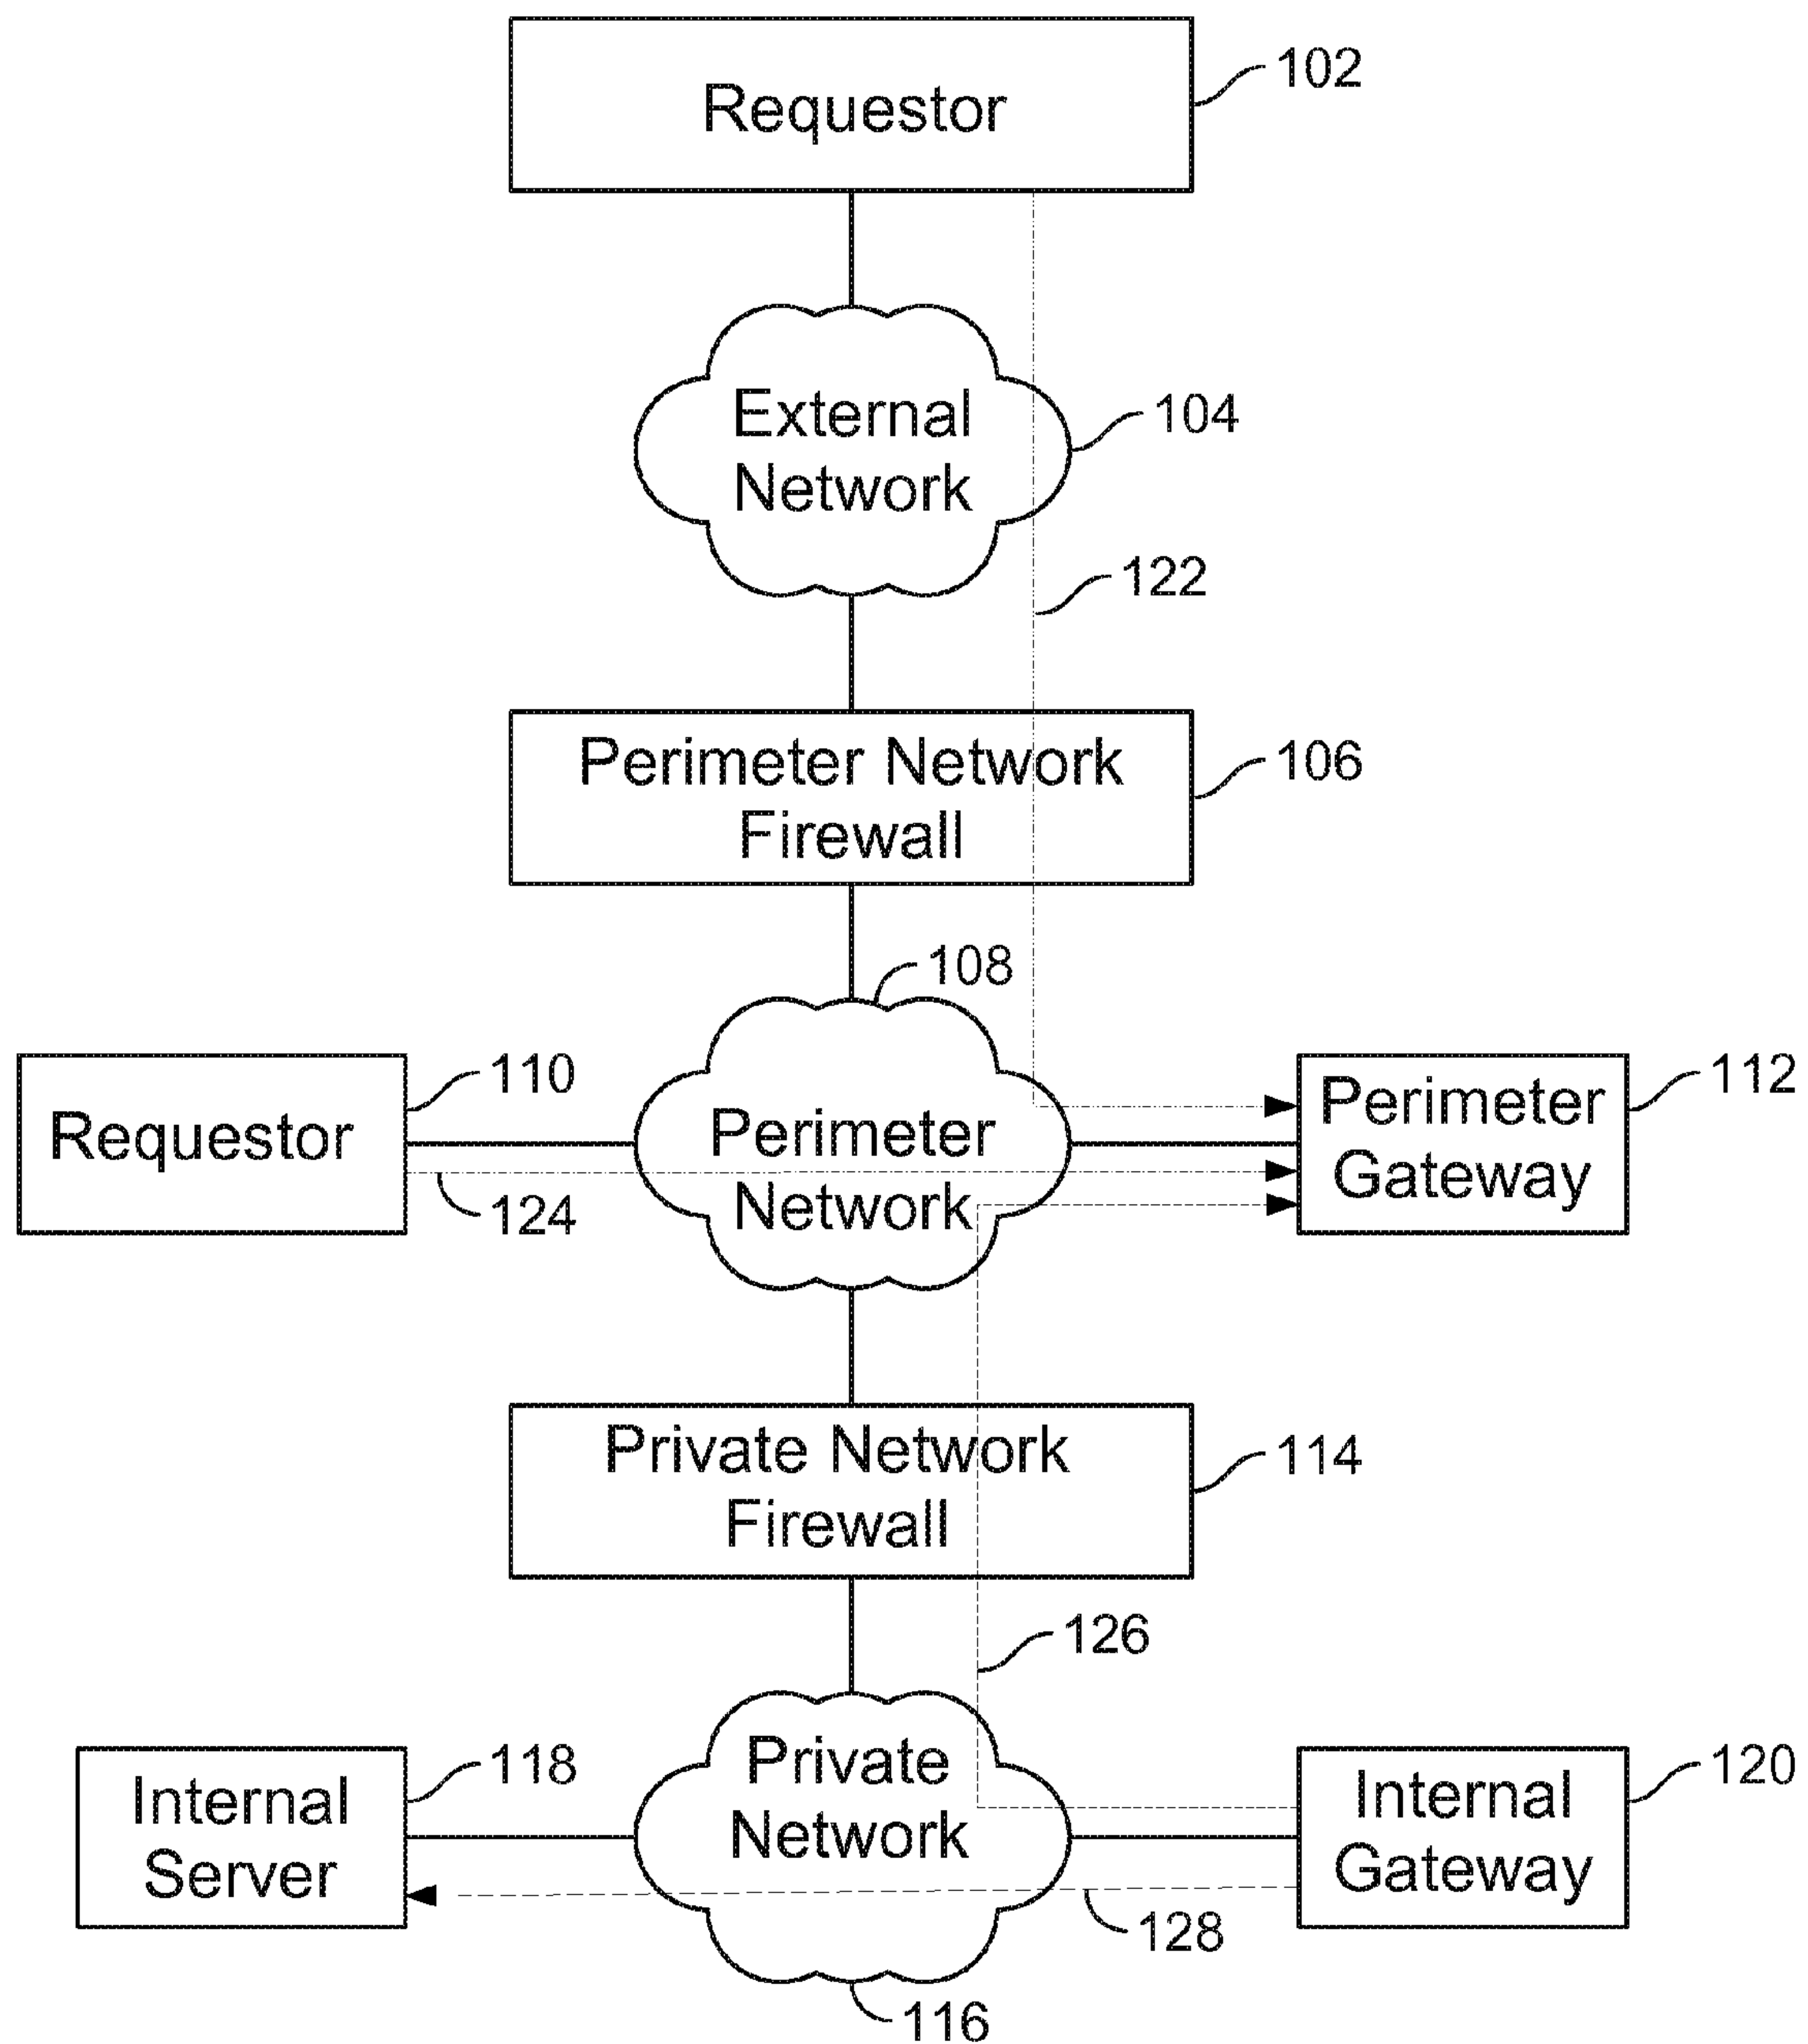 Requestor
102
External
Network
104
122
Perimeter Network
Firewall
106
108
Requestor
110
124
Perimeter
Network
Perimeter
Gateway
112
Private Network
Firewall
114
126
Internal
Server
118
Private
Network
Internal
Gateway
120
128
116